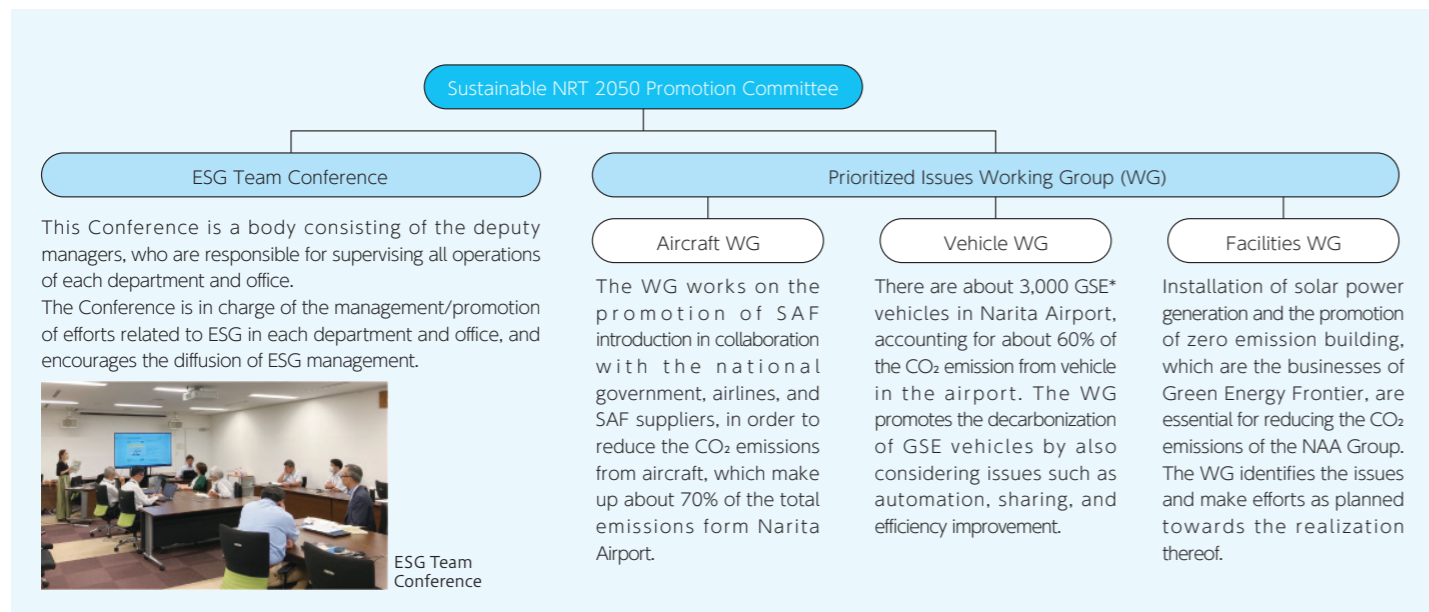 Sustainable NRT 2050 Promotion Committee
ESG Team Conference
This Conference is a body consisting of the deputy
managers, who are responsible for supervising all operations
of each department and office.
The Conference is in charge of the management/promotion
of efforts related to ESG in each department and office, and
encourages the diffusion of ESG management.
ESG Team
Conference
Prioritized Issues Working Group (WG)
Aircraft WG
The WG works on the
promotion of SAF
introduction in collaboration
with the national
government, airlines, and
SAF suppliers, in order to
reduce the CO₂ emissions
from aircraft, which make
up about 70% of the total
emissions form Narita
Airport.
Vehicle WG
There are about 3,000 GSE*
vehicles in Narita Airport,
accounting for about 60% of
the CO₂ emission from vehicle
in the airport. The WG
promotes the decarbonization
of GSE vehicles by also
considering issues such as
automation, sharing, and
efficiency improvement.
Facilities WG
Installation of solar power
generation and the promotion
of zero emission building,
which are the businesses of
Green Energy Frontier, are
essential for reducing the CO₂
emissions of the NAA Group.
The WG identifies the issues
and make efforts as planned
towards the realization
thereof.